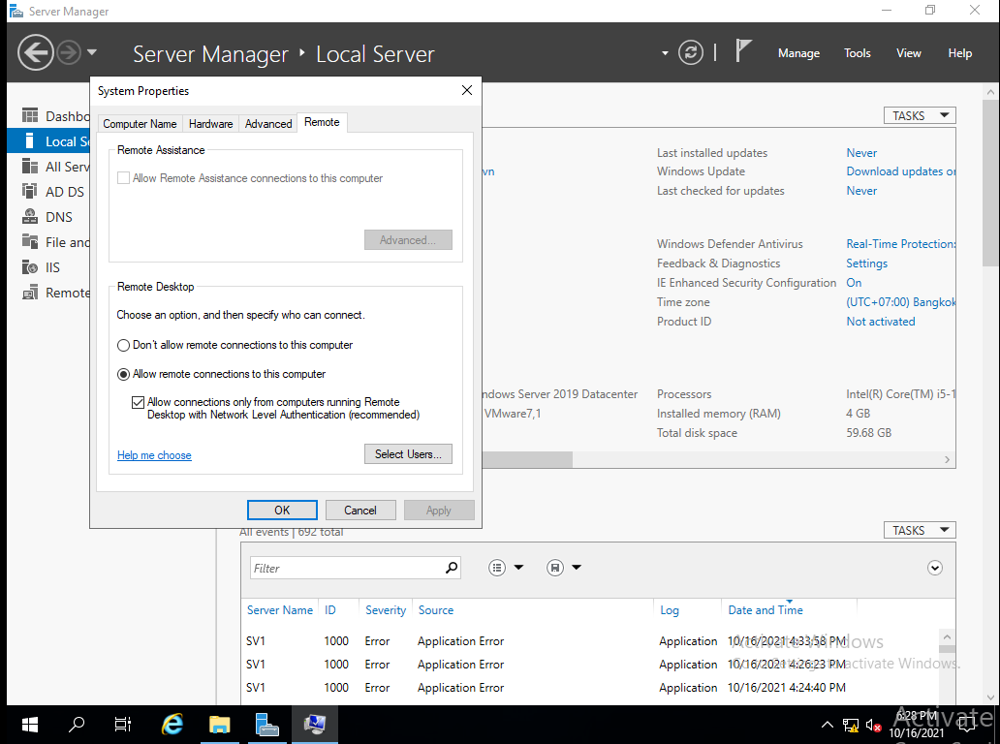 Server Manager
Server Manager • Local Server
Manage Tools View Help
System Properties
Computer Name Hardware Advanced Remote
Remote Assistance
Allow Remote Assistance connections to this computer
Advanced...
Remote Desktop
Choose an option, and then specify who can connect.
Don't allow remote connections to this computer
Allow remote connections to this computer
Allow connections only from computers running Remote
Desktop with Network Level Authentication (recommended)
Help me choose
Select Users...
OK Cancel Apply
Dashbo
Local Se
All Serv
AD DS
DNS
File and
IIS
Remote
TASKS
vn
Last installed updates Never
Windows Update Download updates or
Last checked for updates Never
Windows Defender Antivirus Real-Time Protection:
Feedback & Diagnostics Settings
IE Enhanced Security Configuration On
Time zone (UTC+07:00) Bangkok
Product ID Not activated
ndows Server 2019 Datacenter Processors Intel(R) Core(TM) i5-1
VMware7,1 Installed memory (RAM) 4 GB
Total disk space 59.68 GB
All events | 692 total
TASKS
Filter
Server Name ID Severity Source Log Date and Time
SV1 1000 Error Application Error Application 10/16/2021 4:33:58 PM
SV1 1000 Error Application Error Application 10/16/2021 4:26:23 PM
SV1 1000 Error Application Error Application 10/16/2021 4:24:40 PM
Activate Windows
Go to Settings to activate Windows.
6:28 PM
10/16/2021
Activate